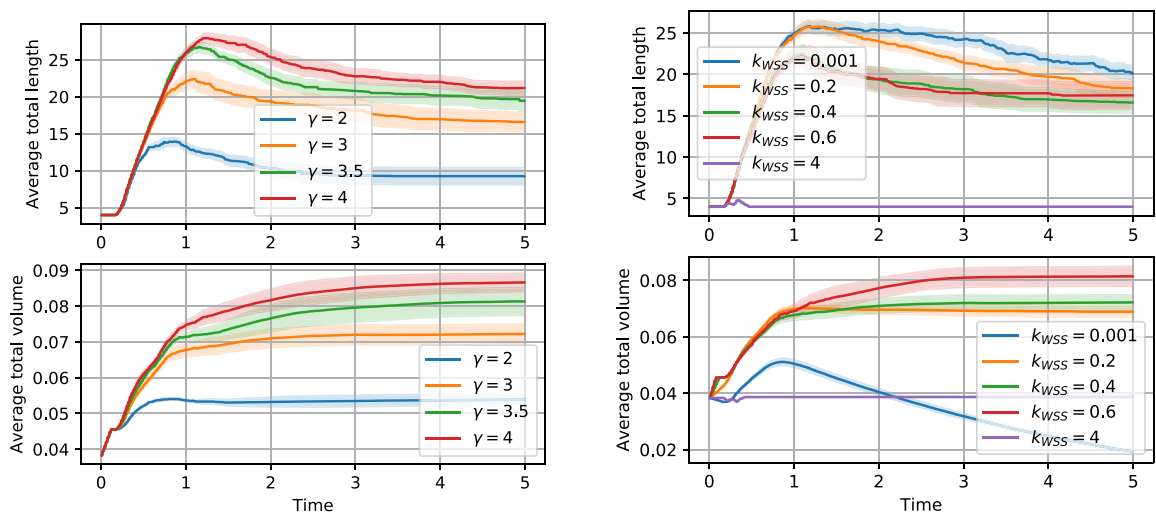 Average total length
25
20
15
10
5
0 1 2 3 4 5
γ = 2
γ = 3
γ = 3.5
γ = 4
Average total volume
0.09
0.08
0.07
0.06
0.05
0.04
0 1 2 3 4 5
Time
γ = 2
γ = 3
γ = 3.5
γ = 4
Average total length
25
20
15
10
5
0 1 2 3 4 5
k_WSS = 0.001
k_WSS = 0.2
k_WSS = 0.4
k_WSS = 0.6
k_WSS = 4
Average total volume
0.08
0.06
0.04
0.02
0 1 2 3 4 5
Time
k_WSS = 0.001
k_WSS = 0.2
k_WSS = 0.4
k_WSS = 0.6
k_WSS = 4